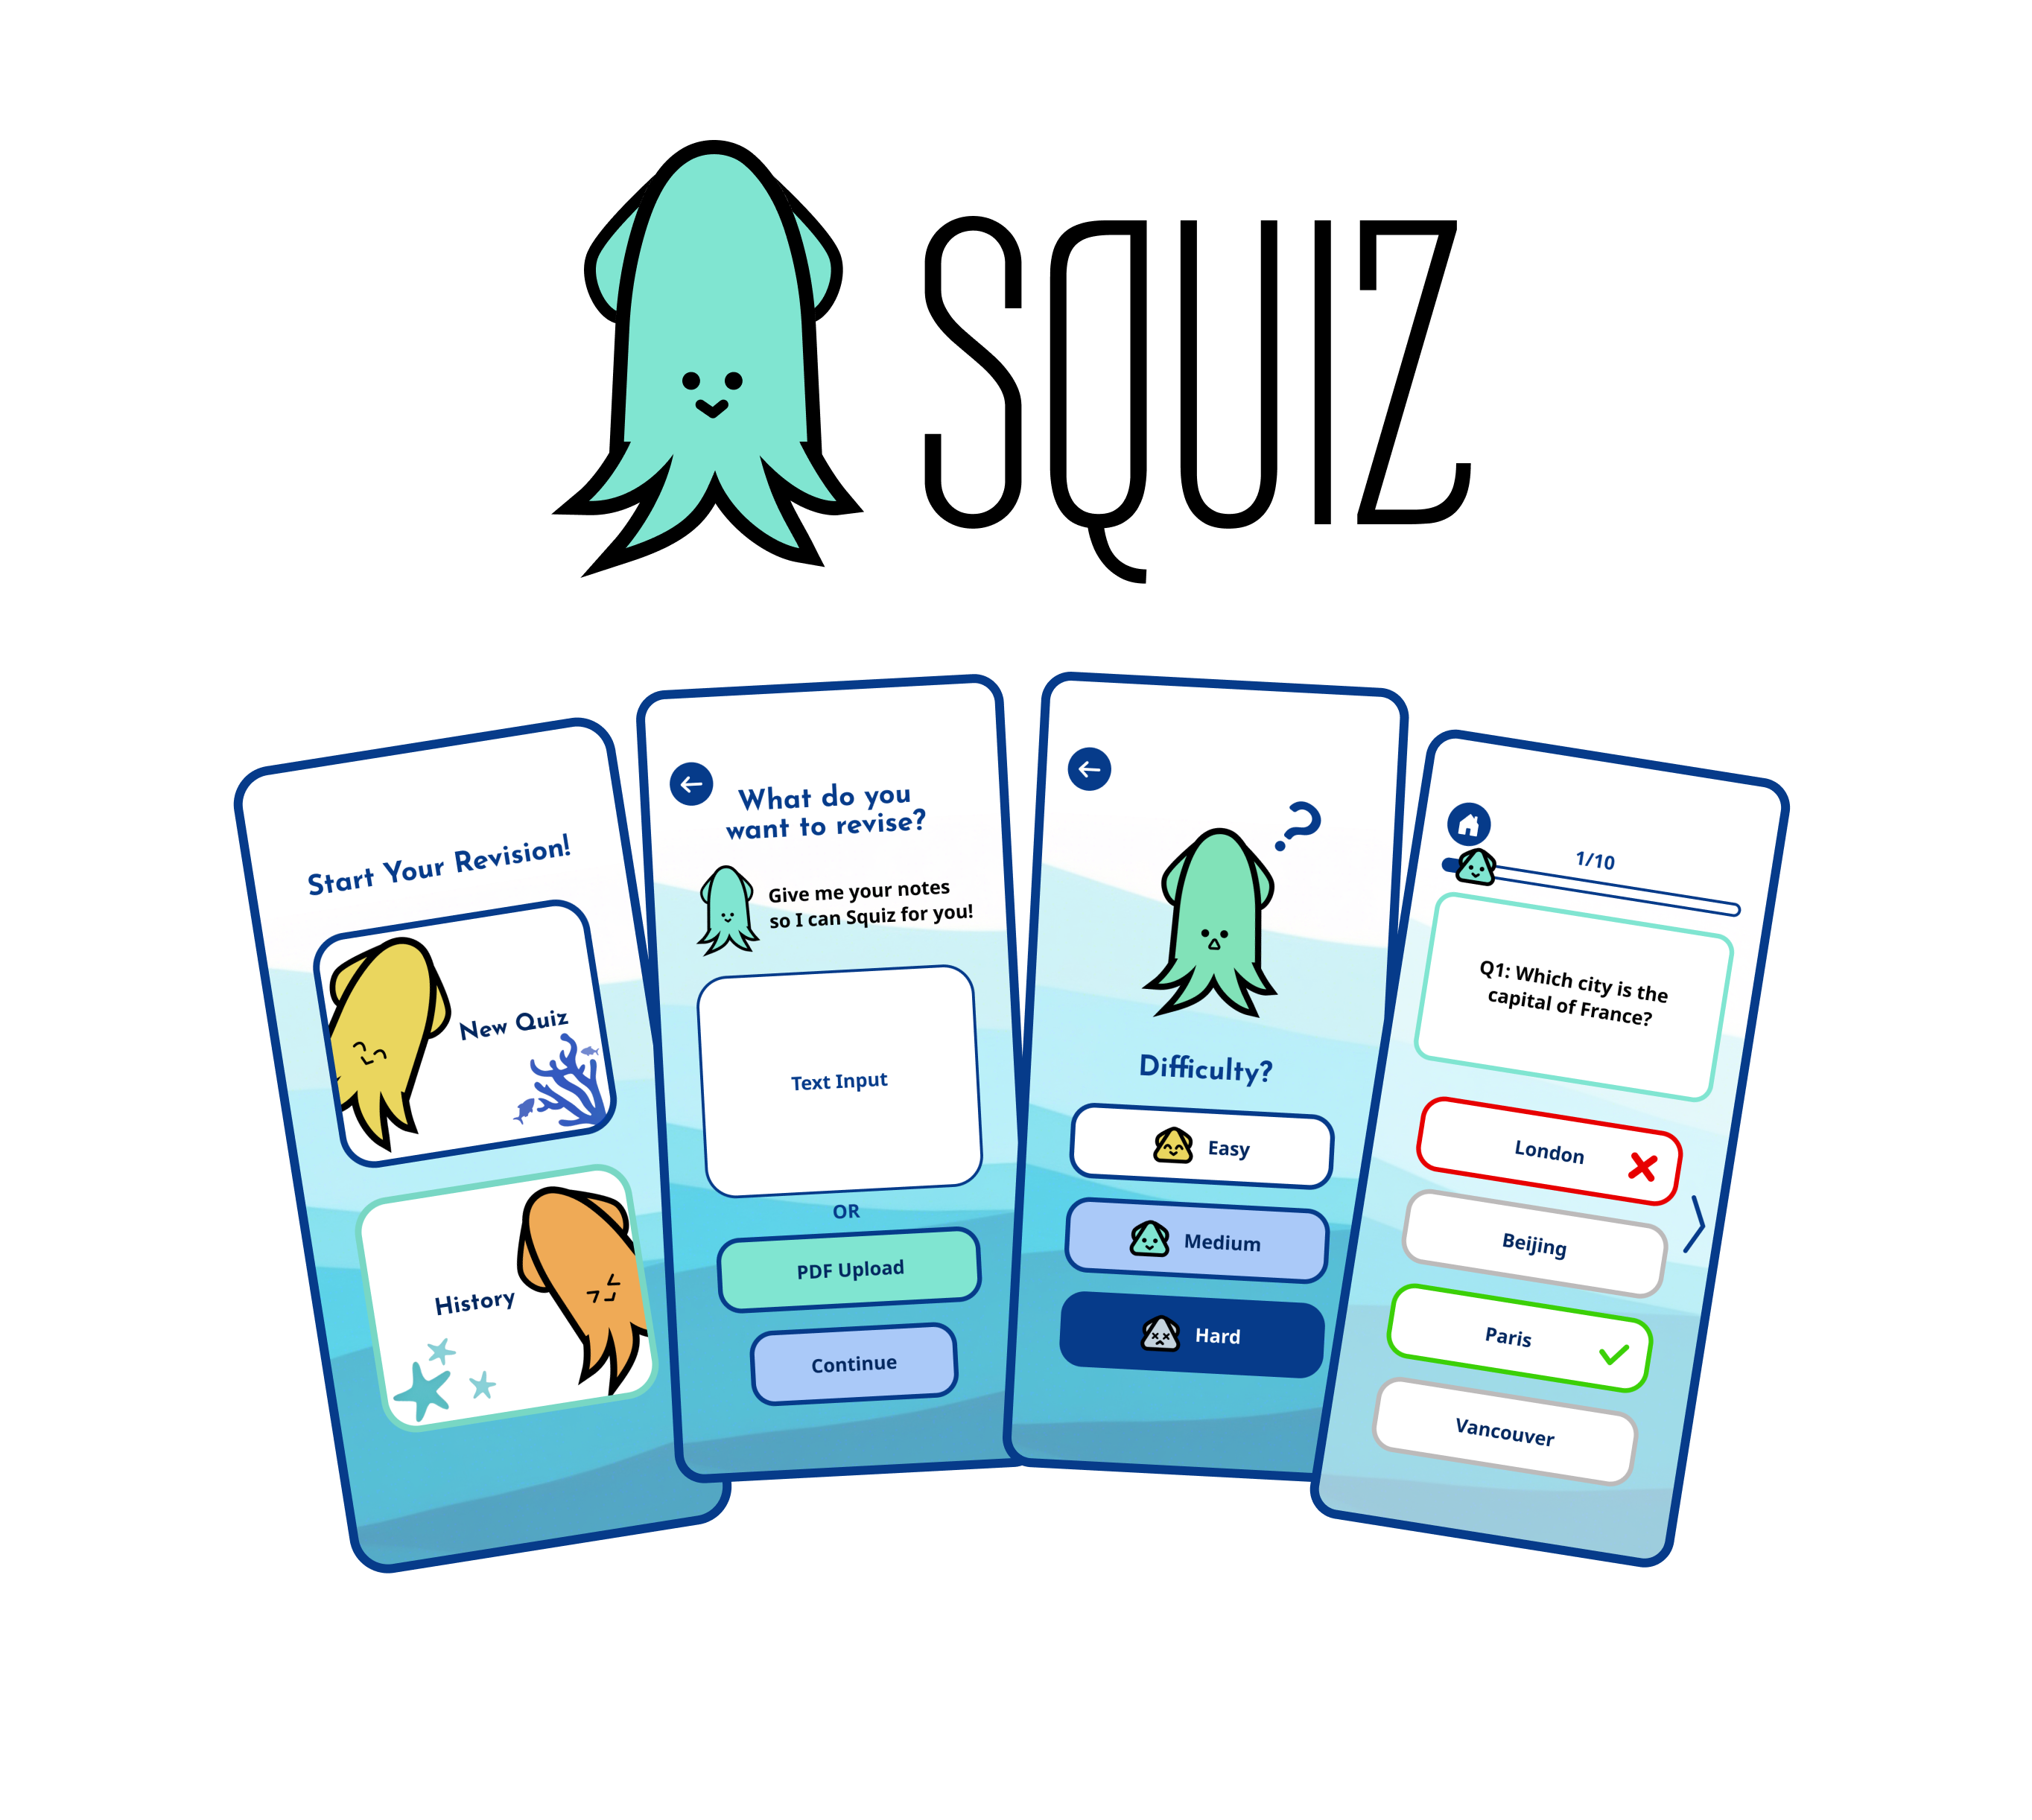 SQUIZ
Start Your Revision!
New Quiz
History
What do you
want to revise?
Give me your notes
so I can Squiz for you!
Text Input
OR
PDF Upload
Continue
?
Difficulty?
Easy
Medium
Hard
1/10
Q1: Which city is the
capital of France?
London
Beijing
Paris
Vancouver